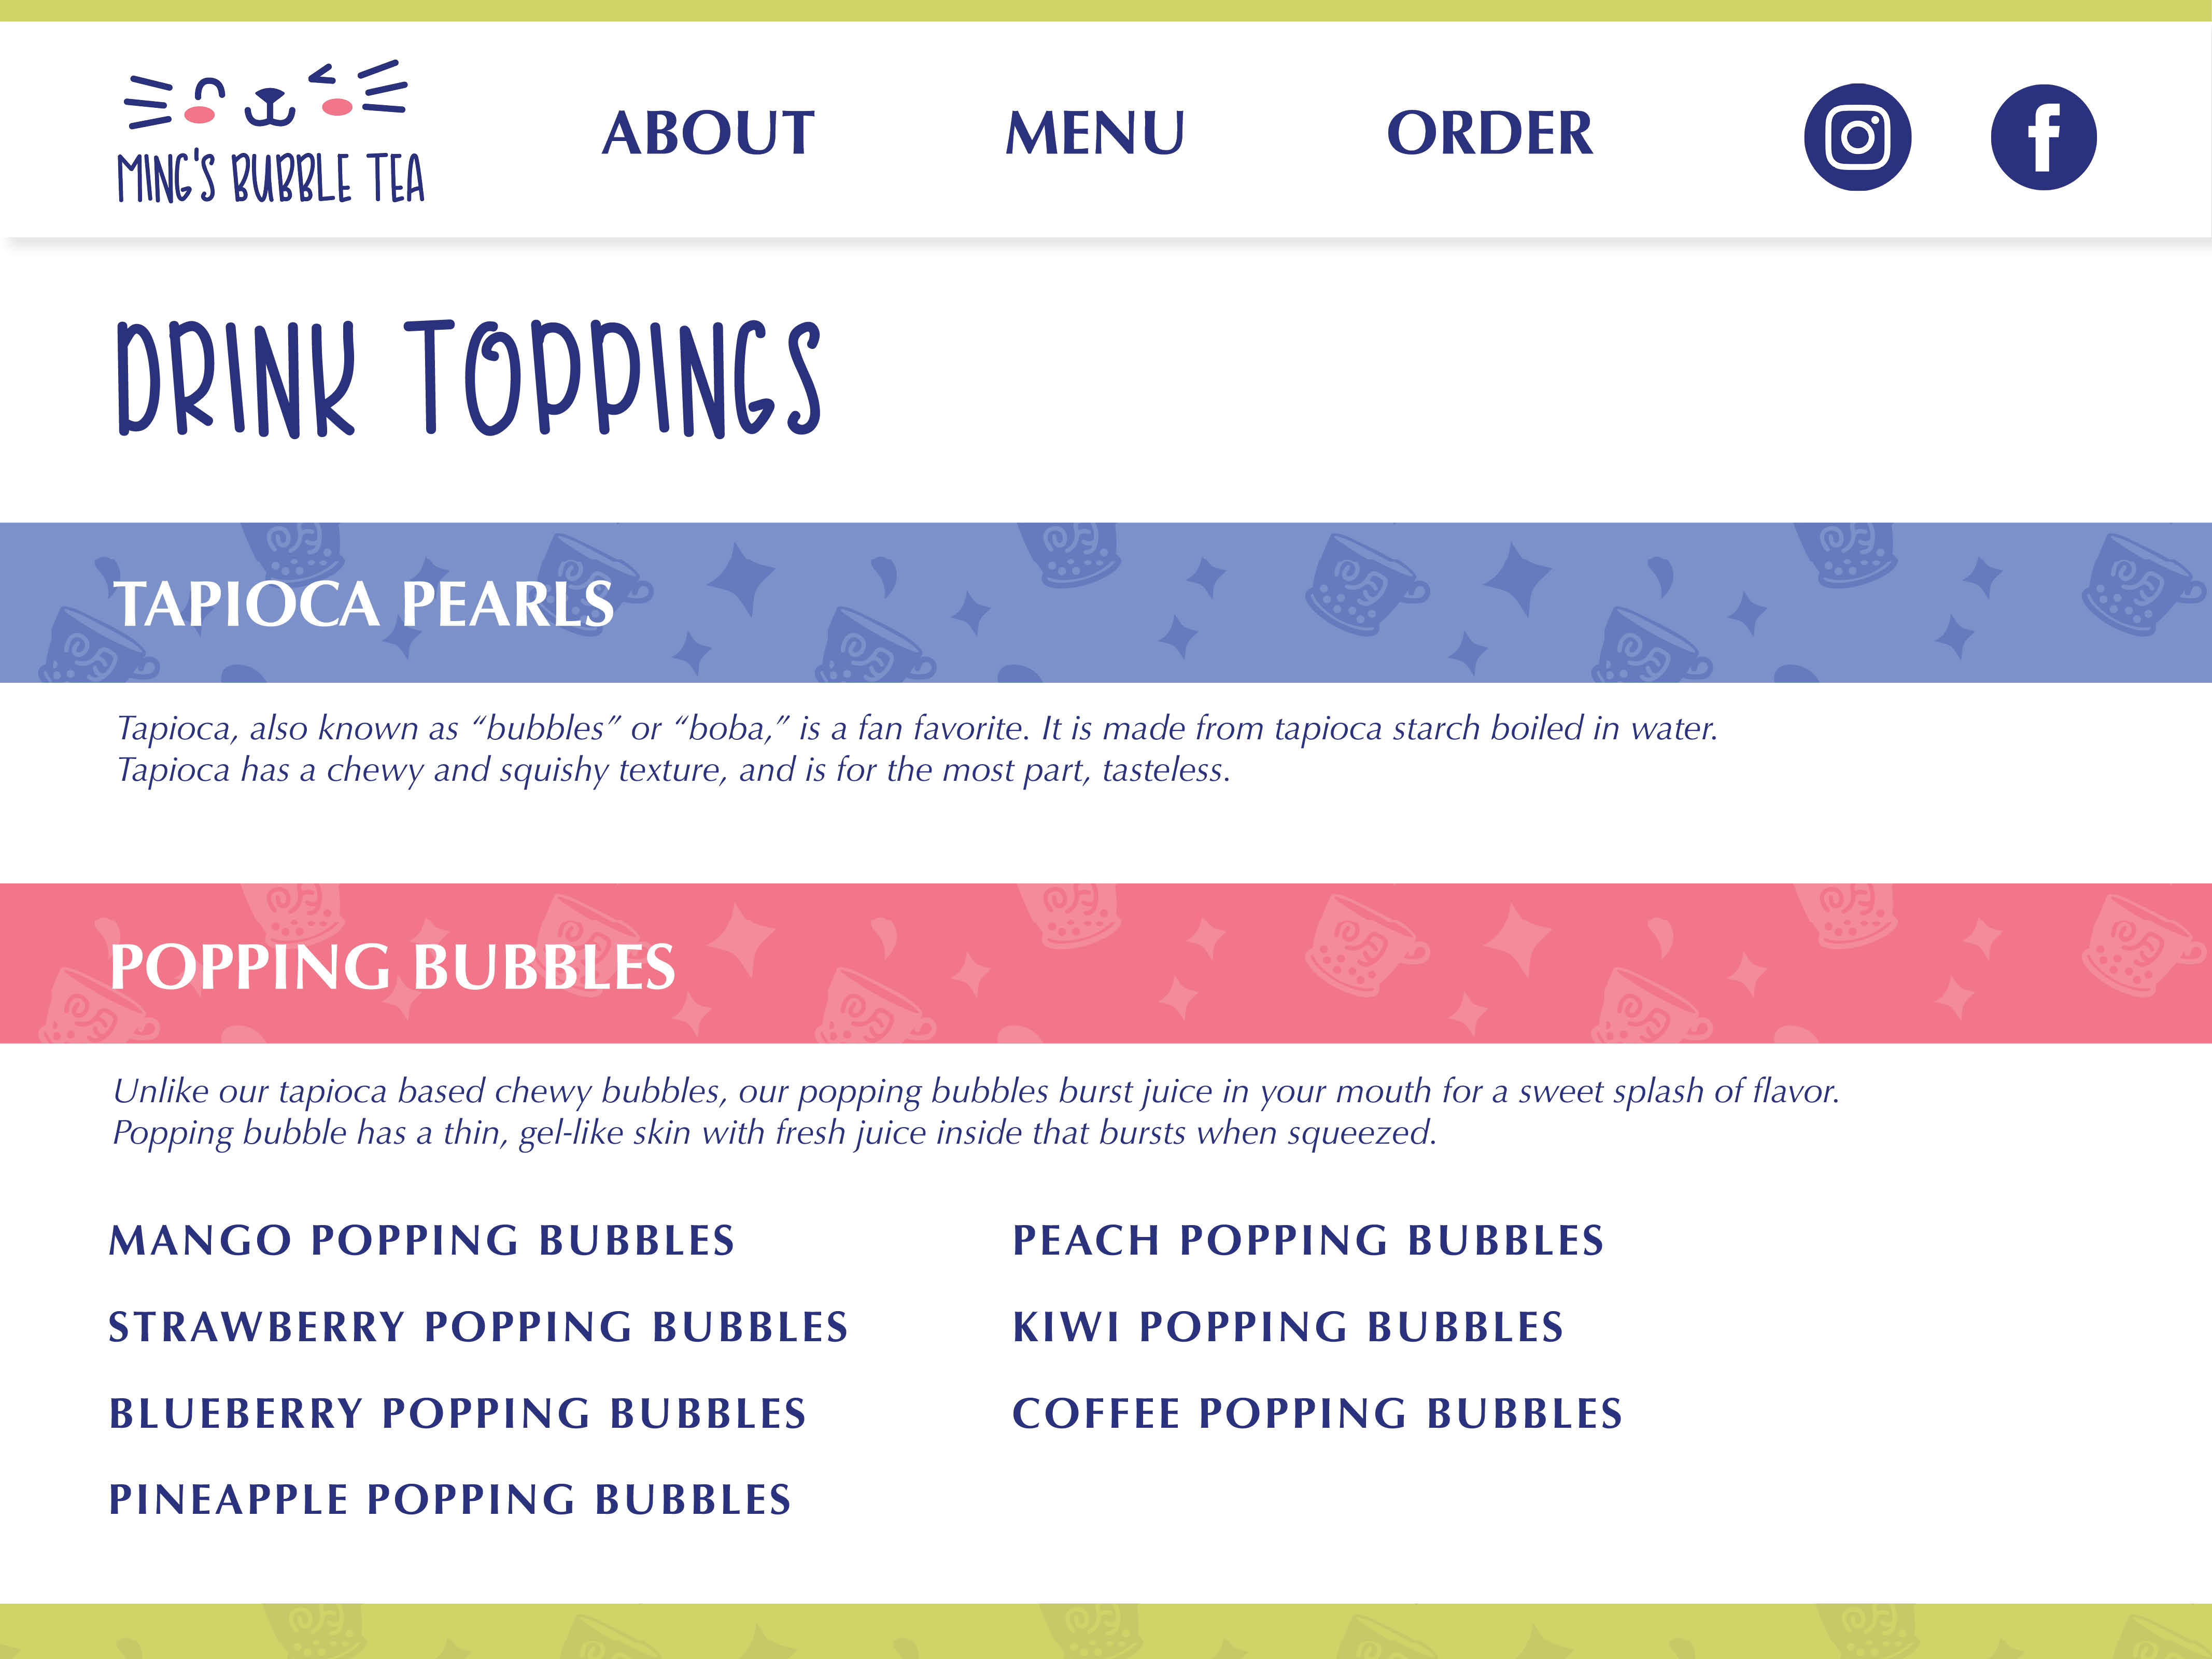 MING'S BUBBLE TEA
ABOUT
MENU
ORDER
DRINK TOPPINGS
TAPIOCA PEARLS
Tapioca, also known as “bubbles” or “boba,” is a fan favorite. It is made from tapioca starch boiled in water.
Tapioca has a chewy and squishy texture, and is for the most part, tasteless.
POPPING BUBBLES
Unlike our tapioca based chewy bubbles, our popping bubbles burst juice in your mouth for a sweet splash of flavor.
Popping bubble has a thin, gel-like skin with fresh juice inside that bursts when squeezed.
MANGO POPPING BUBBLES
STRAWBERRY POPPING BUBBLES
BLUEBERRY POPPING BUBBLES
PINEAPPLE POPPING BUBBLES
PEACH POPPING BUBBLES
KIWI POPPING BUBBLES
COFFEE POPPING BUBBLES